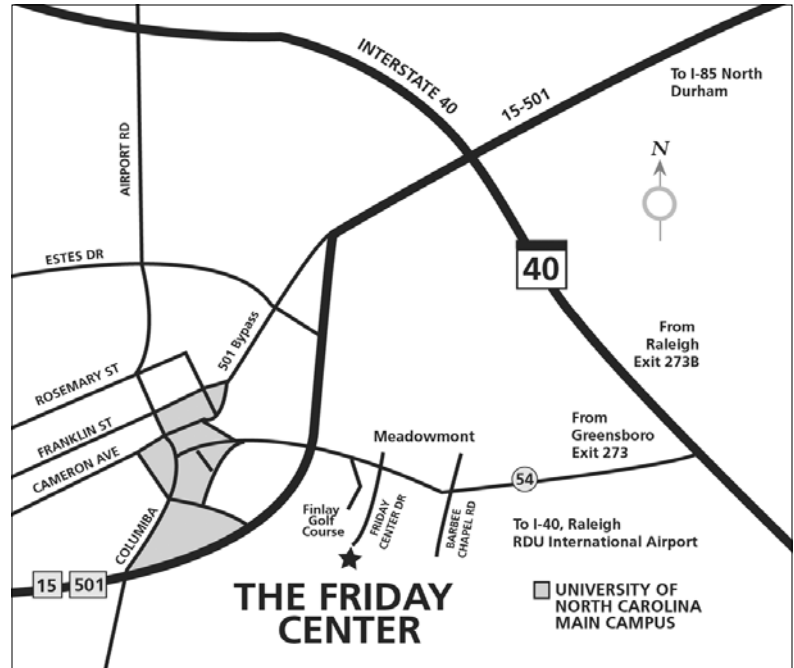 INTERSTATE 40
15-501
To I-85 North
Durham
AIRPORT RD
N
ESTES DR
40
501 Bypass
From
Raleigh
Exit 273B
ROSEMARY ST
FRANKLIN ST
CAMERON AVE
From
Greensboro
Exit 273
Meadowmont
54
Finlay
Golf
Course
FRIDAY
CENTER DR
BARBEE
CHAPEL RD
COLUMIBA
To I-40, Raleigh
RDU International Airport
15 501
THE FRIDAY
CENTER
UNIVERSITY OF
NORTH CAROLINA
MAIN CAMPUS